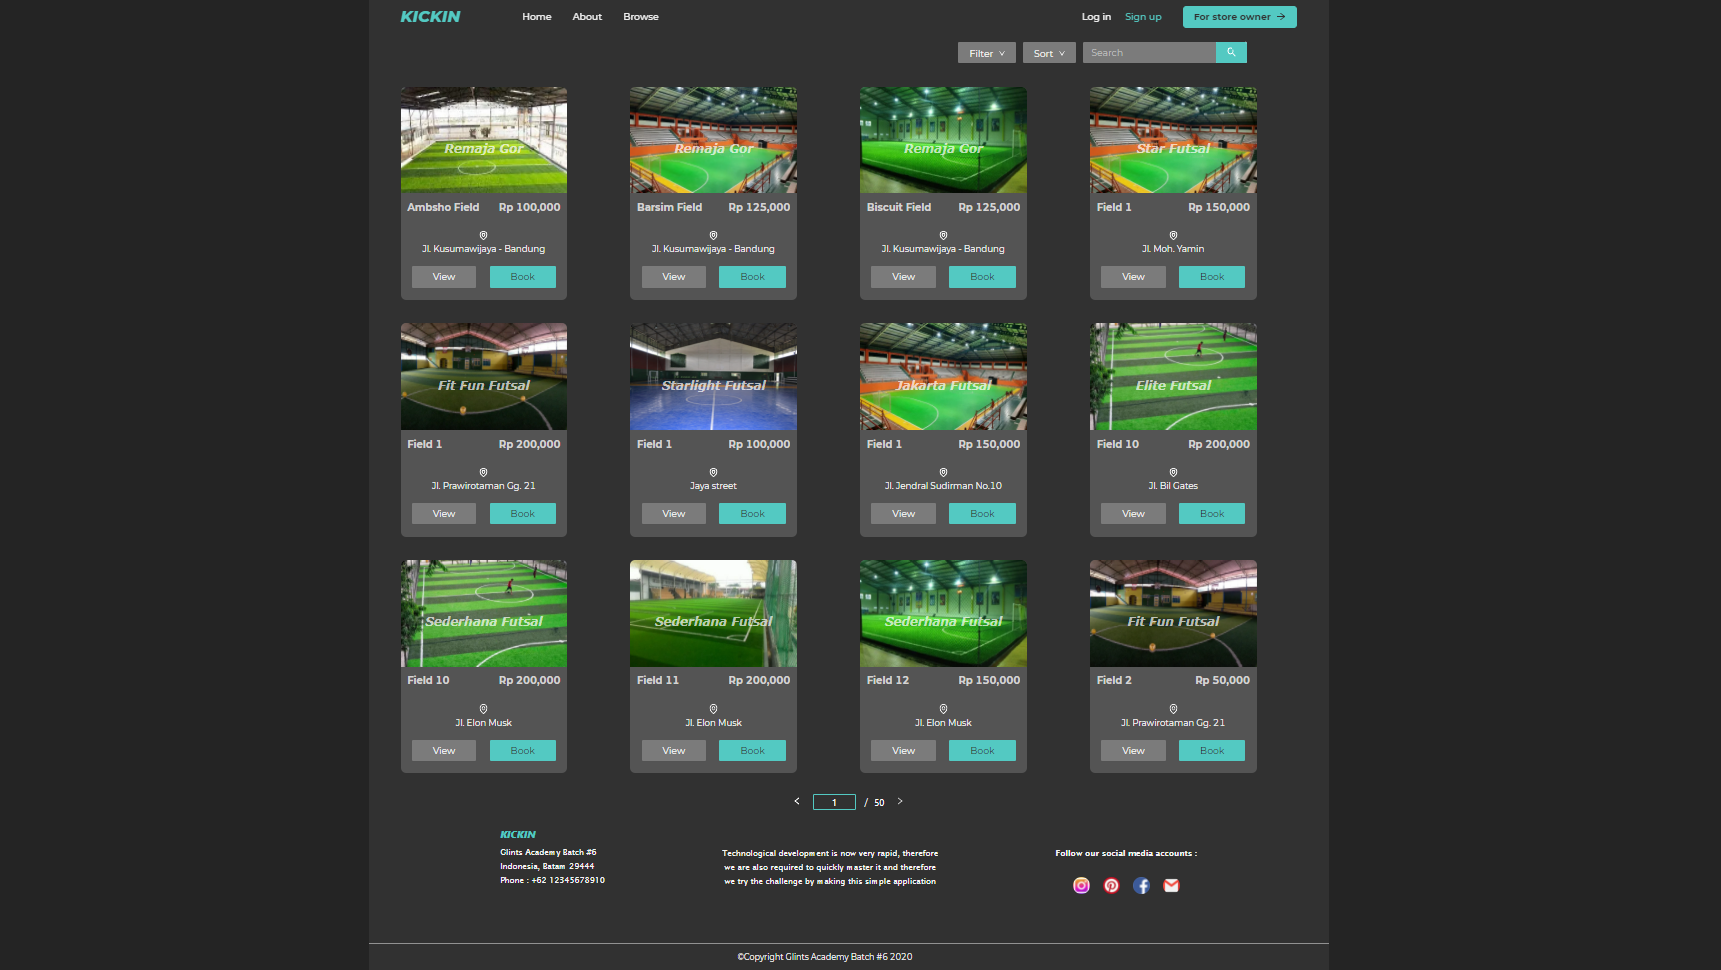 KICKIN Home About Browse Log in Sign up For store owner
Filter Sort Search
Remaja Gor Remaja Gor Remaja Gor Star Futsal
Ambsho Field Rp 100,000 Barsim Field Rp 125,000 Biscuit Field Rp 125,000 Field 1 Rp 150,000
Jl. Kusumawijaya - Bandung Jl. Kusumawijaya - Bandung Jl. Kusumawijaya - Bandung Jl. Moh. Yamin
View Book View Book View Book View Book
Fit Fun Futsal Starlight Futsal Jakarta Futsal Elite Futsal
Field 1 Rp 200,000 Field 1 Rp 100,000 Field 1 Rp 150,000 Field 10 Rp 200,000
Jl. Prawirotaman Gg. 21 Jaya street Jl. Jendral Sudirman No.10 Jl. Bil Gates
View Book View Book View Book View Book
Sederhana Futsal Sederhana Futsal Sederhana Futsal Fit Fun Futsal
Field 10 Rp 200,000 Field 11 Rp 200,000 Field 12 Rp 150,000 Field 2 Rp 50,000
Jl. Elon Musk Jl. Elon Musk Jl. Elon Musk Jl. Prawirotaman Gg. 21
View Book View Book View Book View Book
< 1 / 50 >
KICKIN
Glints Academy Batch #6
Indonesia, Batam 29444
Phone : +62 12345678910
Technological development is now very rapid, therefore
we are also required to quickly master it and therefore
we try the challenge by making this simple application
Follow our social media accounts :
©Copyright Glints Academy Batch #6 2020